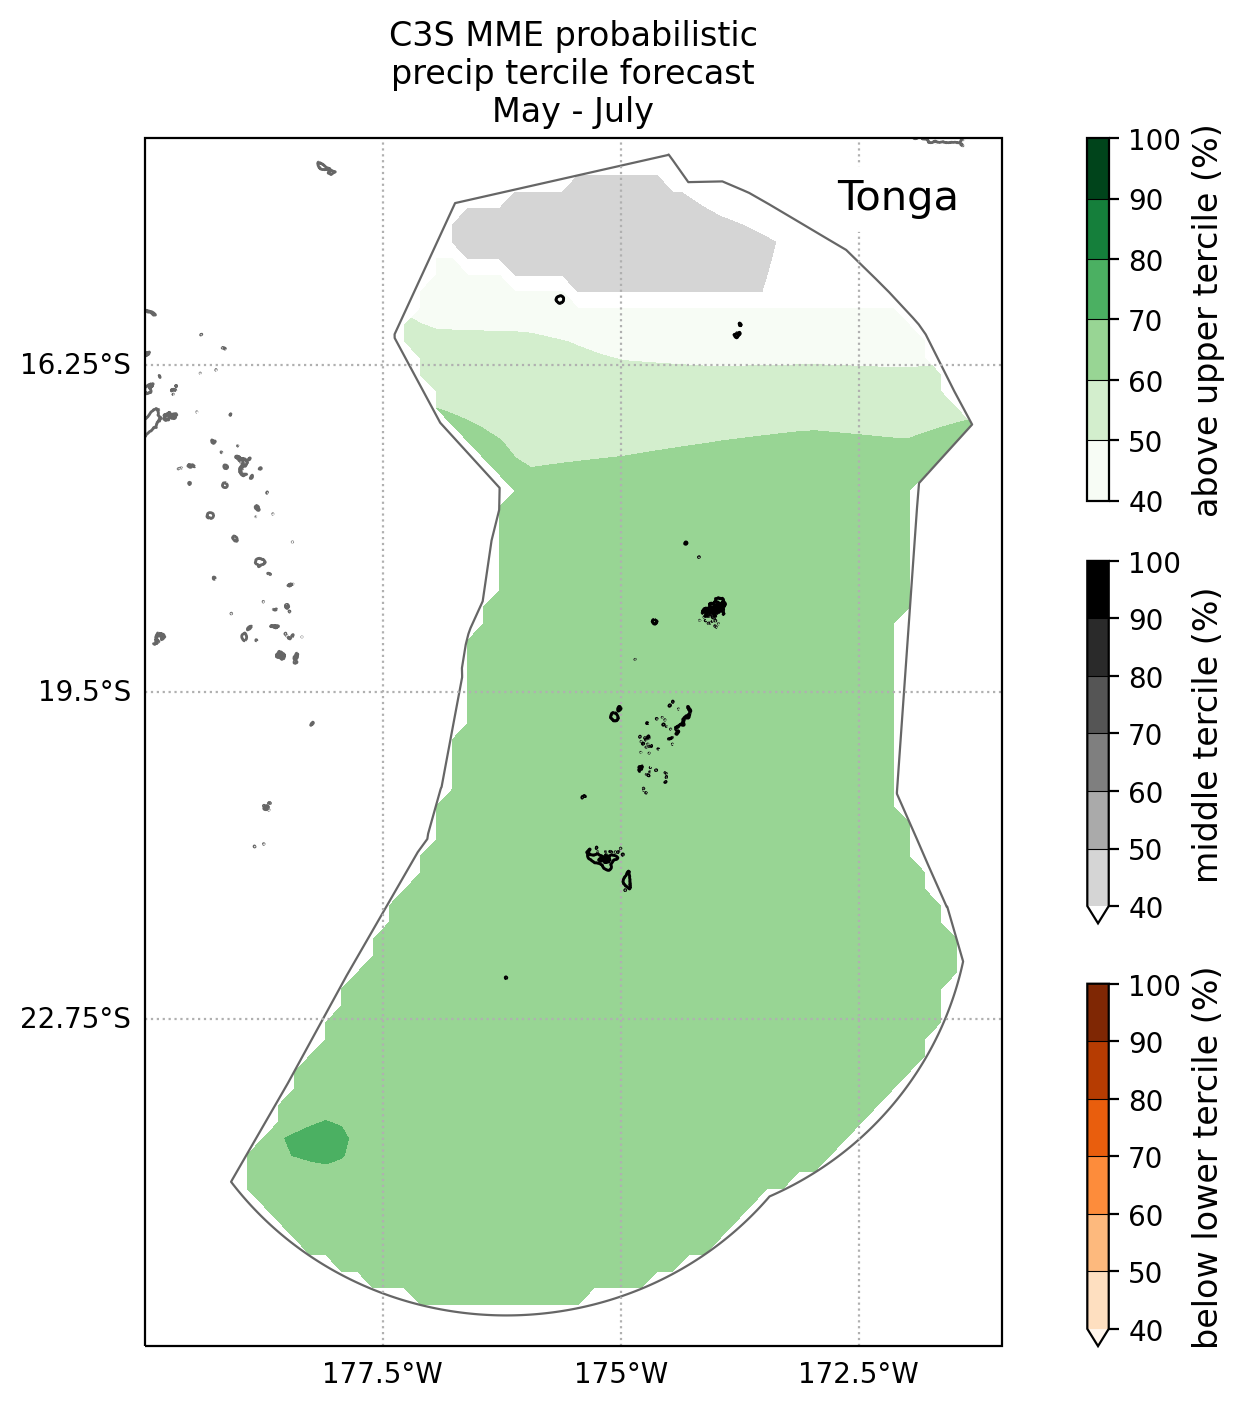 C3S MME probabilistic
precip tercile forecast
May - July
Tonga
16.25°S
19.5°S
22.75°S
177.5°W
175°W
172.5°W
100
90
80
70
60
50
40
above upper tercile (%)
100
90
80
70
60
50
40
middle tercile (%)
100
90
80
70
60
50
40
below lower tercile (%)